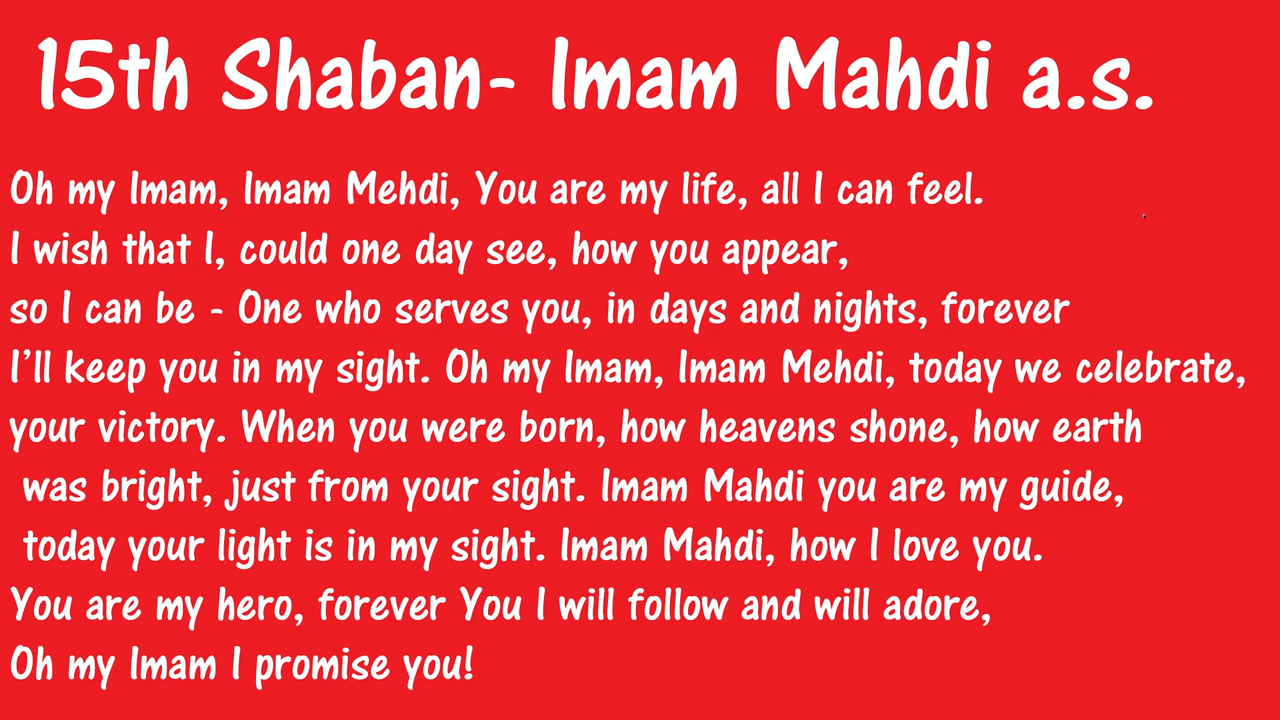 15th Shaban- Imam Mahdi a.s.
Oh my Imam, Imam Mehdi, You are my life, all I can feel.
I wish that I, could one day see, how you appear,
so I can be - One who serves you, in days and nights, forever
I'll keep you in my sight. Oh my Imam, Imam Mehdi, today we celebrate,
your victory. When you were born, how heavens shone, how earth
was bright, just from your sight. Imam Mahdi you are my guide,
today your light is in my sight. Imam Mahdi, how I love you.
You are my hero, forever You I will follow and will adore,
Oh my Imam I promise you!